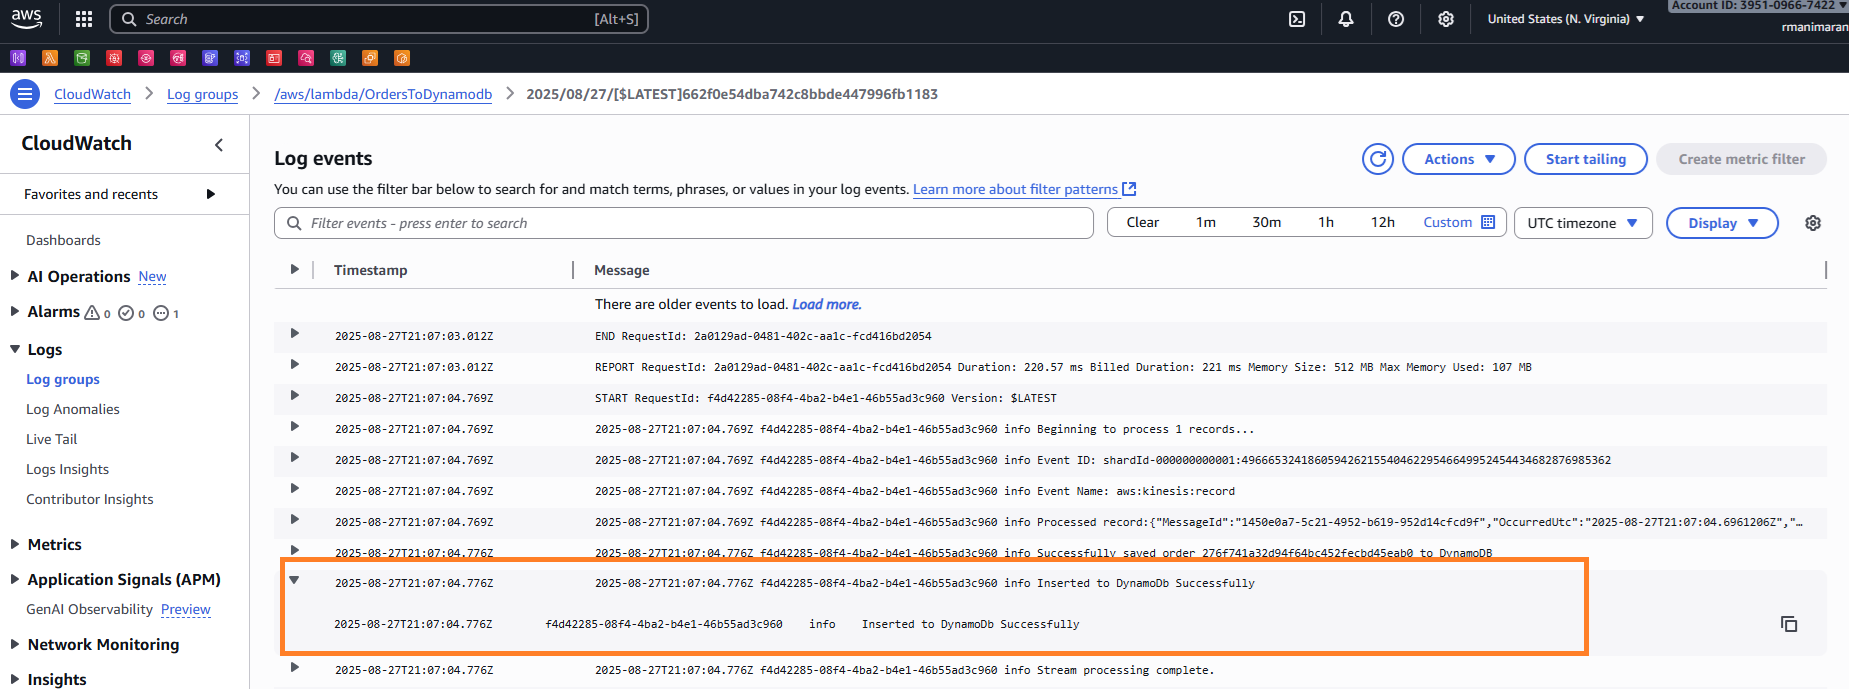 aws
Search [Alt+S]
United States (N. Virginia)
Account ID: 3951-0966-7422
rmanimaran
CloudWatch > Log groups > /aws/lambda/OrdersToDynamodb > 2025/08/27/[$LATEST]662f0e54dba742c8bbde447996fb1183
CloudWatch
Favorites and recents
Dashboards
AI Operations New
Alarms 0 0 1
Logs
Log groups
Log Anomalies
Live Tail
Logs Insights
Contributor Insights
Metrics
Application Signals (APM)
GenAI Observability Preview
Network Monitoring
Insights
Log events
Actions Start tailing Create metric filter
You can use the filter bar below to search for and match terms, phrases, or values in your log events. Learn more about filter patterns
Filter events - press enter to search
Clear 1m 30m 1h 12h Custom UTC timezone Display
Timestamp Message
There are older events to load. Load more.
2025-08-27T21:07:03.012Z END RequestId: 2a0129ad-0481-402c-aa1c-fcd416bd2054
2025-08-27T21:07:03.012Z REPORT RequestId: 2a0129ad-0481-402c-aa1c-fcd416bd2054 Duration: 220.57 ms Billed Duration: 221 ms Memory Size: 512 MB Max Memory Used: 107 MB
2025-08-27T21:07:04.769Z START RequestId: f4d42285-08f4-4ba2-b4e1-46b55ad3c960 Version: $LATEST
2025-08-27T21:07:04.769Z 2025-08-27T21:07:04.769Z f4d42285-08f4-4ba2-b4e1-46b55ad3c960 info Beginning to process 1 records...
2025-08-27T21:07:04.769Z 2025-08-27T21:07:04.769Z f4d42285-08f4-4ba2-b4e1-46b55ad3c960 info Event ID: shardId-000000000001:49666532418605942621554046229546649952454434682876985362
2025-08-27T21:07:04.769Z 2025-08-27T21:07:04.769Z f4d42285-08f4-4ba2-b4e1-46b55ad3c960 info Event Name: aws:kinesis:record
2025-08-27T21:07:04.769Z 2025-08-27T21:07:04.769Z f4d42285-08f4-4ba2-b4e1-46b55ad3c960 info Processed record:{"MessageId":"1450e0a7-5c21-4952-b619-952d14cfcd9f","OccurredUtc":"2025-08-27T21:07:04.6961206Z","…
2025-08-27T21:07:04.776Z 2025-08-27T21:07:04.776Z f4d42285-08f4-4ba2-b4e1-46b55ad3c960 info Successfully saved order 276f741a32d94f64bc452fecbd45eab0 to DynamoDB
2025-08-27T21:07:04.776Z 2025-08-27T21:07:04.776Z f4d42285-08f4-4ba2-b4e1-46b55ad3c960 info Inserted to DynamoDb Successfully
2025-08-27T21:07:04.776Z f4d42285-08f4-4ba2-b4e1-46b55ad3c960 info Inserted to DynamoDb Successfully
2025-08-27T21:07:04.776Z 2025-08-27T21:07:04.776Z f4d42285-08f4-4ba2-b4e1-46b55ad3c960 info Stream processing complete.